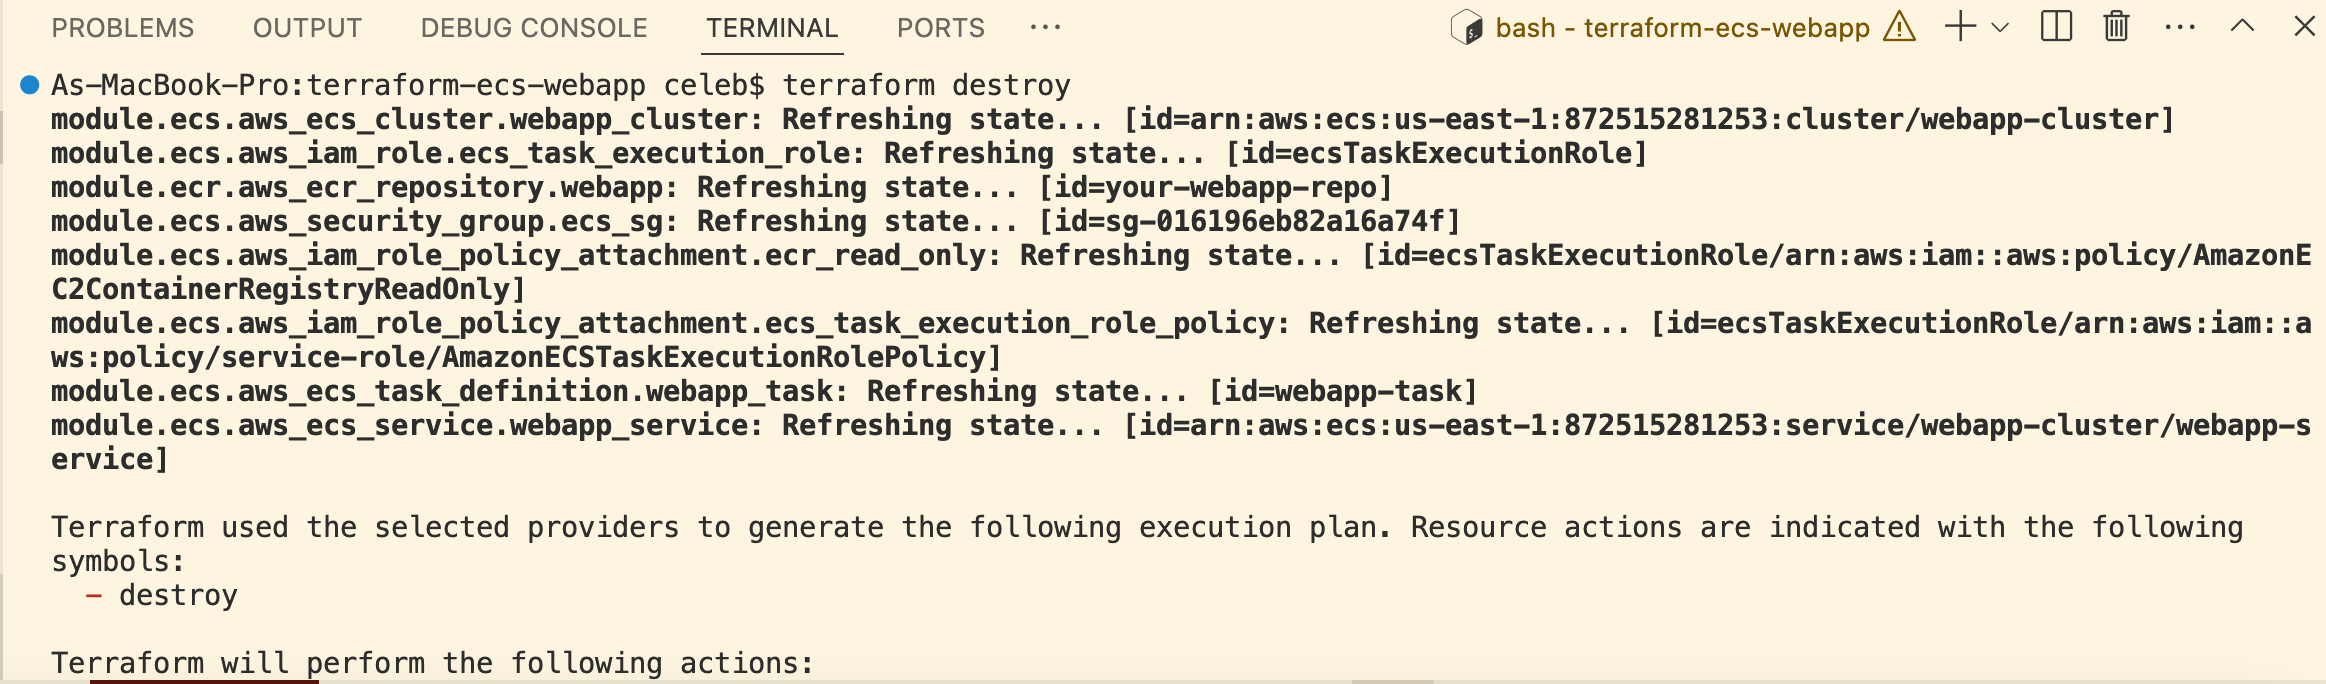 PROBLEMS OUTPUT DEBUG CONSOLE TERMINAL PORTS ··· bash - terraform-ecs-webapp
As-MacBook-Pro:terraform-ecs-webapp celeb$ terraform destroy
module.ecs.aws_ecs_cluster.webapp_cluster: Refreshing state... [id=arn:aws:ecs:us-east-1:872515281253:cluster/webapp-cluster]
module.ecs.aws_iam_role.ecs_task_execution_role: Refreshing state... [id=ecsTaskExecutionRole]
module.ecr.aws_ecr_repository.webapp: Refreshing state... [id=your-webapp-repo]
module.ecs.aws_security_group.ecs_sg: Refreshing state... [id=sg-016196eb82a16a74f]
module.ecs.aws_iam_role_policy_attachment.ecr_read_only: Refreshing state... [id=ecsTaskExecutionRole/arn:aws:iam::aws:policy/AmazonE
C2ContainerRegistryReadOnly]
module.ecs.aws_iam_role_policy_attachment.ecs_task_execution_role_policy: Refreshing state... [id=ecsTaskExecutionRole/arn:aws:iam::a
ws:policy/service-role/AmazonECSTaskExecutionRolePolicy]
module.ecs.aws_ecs_task_definition.webapp_task: Refreshing state... [id=webapp-task]
module.ecs.aws_ecs_service.webapp_service: Refreshing state... [id=arn:aws:ecs:us-east-1:872515281253:service/webapp-cluster/webapp-s
ervice]
Terraform used the selected providers to generate the following execution plan. Resource actions are indicated with the following
symbols:
- destroy
Terraform will perform the following actions: